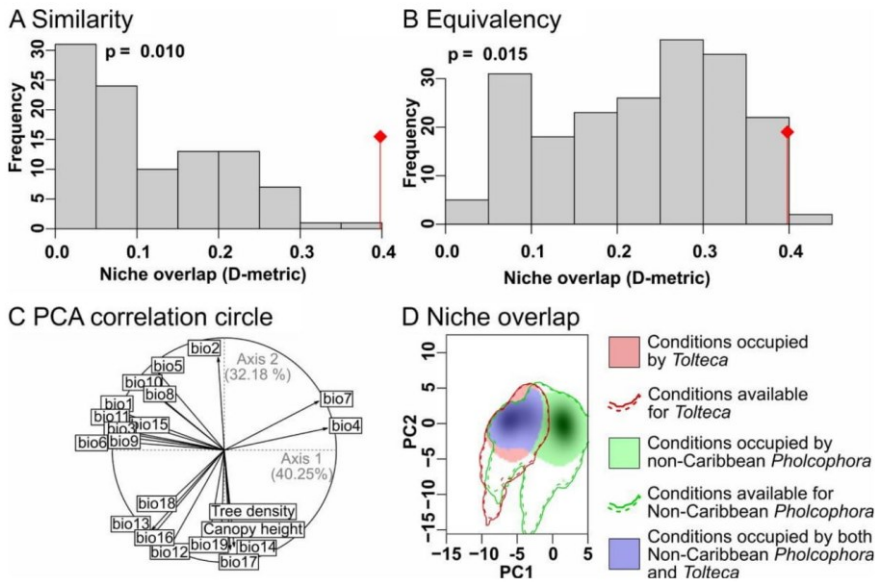 A Similarity
p = 0.010
Frequency
30
25
20
15
10
5
0
0.0 0.1 0.2 0.3 0.4
Niche overlap (D-metric)
B Equivalency
p = 0.015
Frequency
30
20
10
0
0.0 0.1 0.2 0.3 0.4
Niche overlap (D-metric)
C PCA correlation circle
bio2
Axis 2
(32.18 %)
bio5
bio10
bio8
bio7
bio1
bio11
bio15
bio4
bio3
bio6
bio9
Axis 1
(40.25%)
bio18
Tree density
bio13
Canopy height
bio16
bio19
bio14
bio12
bio17
D Niche overlap
PC2
10
5
0
−5
−10
−15
−15 −10 −5 0 5
PC1
Conditions occupied
by Tolteca
Conditions available
for Tolteca
Conditions occupied by
non-Caribbean Pholcophora
Conditions available for
Non-Caribbean Pholcophora
Conditions occupied by both
Non-Caribbean Pholcophora
and Tolteca